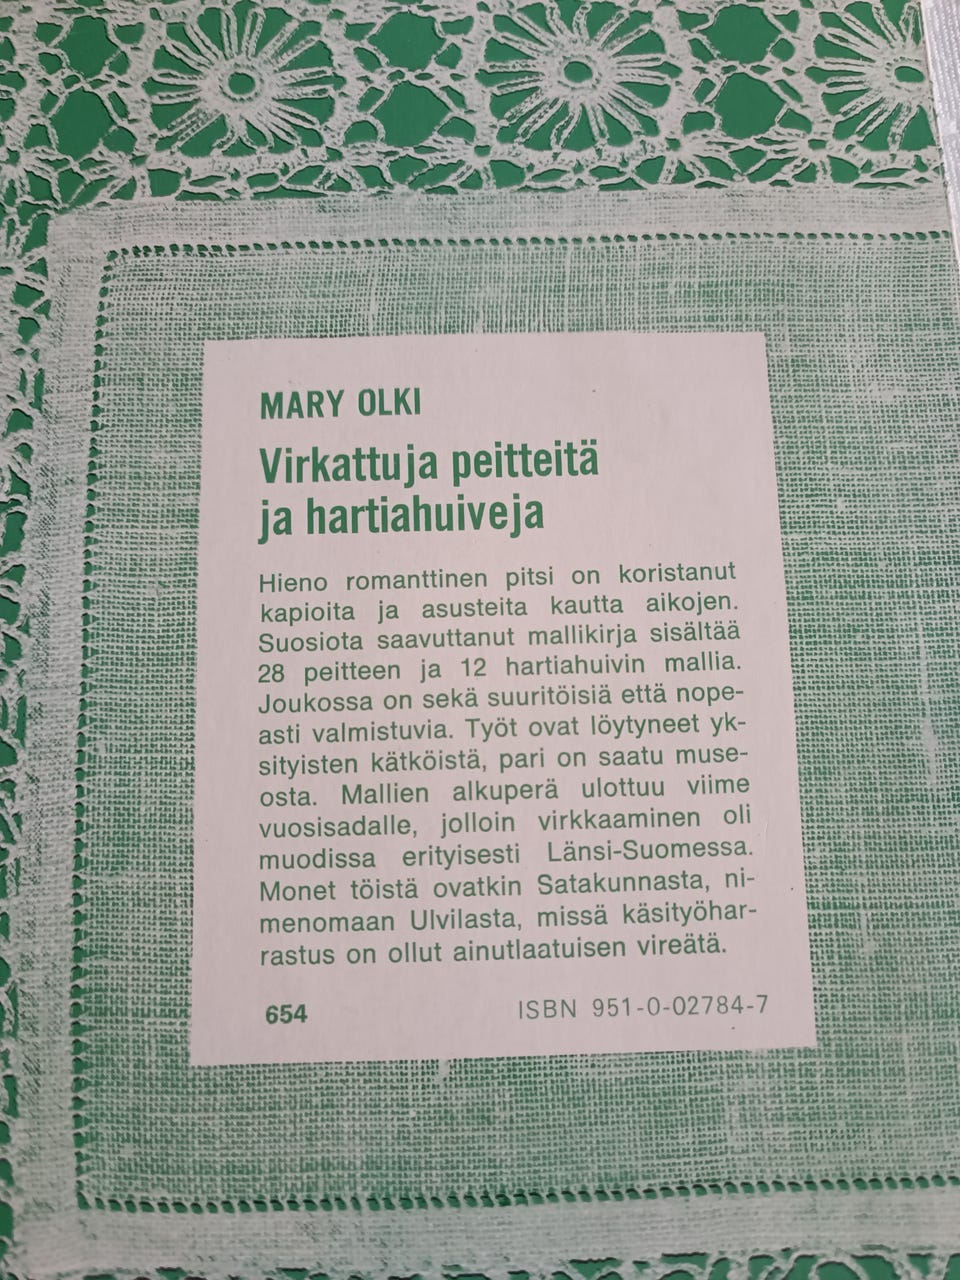 MARY OLKI
Virkattuja peitteitä
ja hartiahuiveja
Hieno romanttinen pitsi on koristanut
kapioita ja asusteita kautta aikojen.
Suosiota saavuttanut mallikirja sisältää
28 peitteen ja 12 hartiahuivin mallia.
Joukossa on sekä suuritöisiä että nope-
asti valmistuvia. Työt ovat löytyneet yk-
sityisten kätköistä, pari on saatu muse-
osta. Mallien alkuperä ulottuu viime
vuosisadalle, jolloin virkkaaminen oli
muodissa erityisesti Länsi-Suomessa.
Monet töistä ovatkin Satakunnasta, ni-
menomaan Ulvilasta, missä käsityöhar-
rastus on ollut ainutlaatuisen vireätä.
654 ISBN 951-0-02784-7